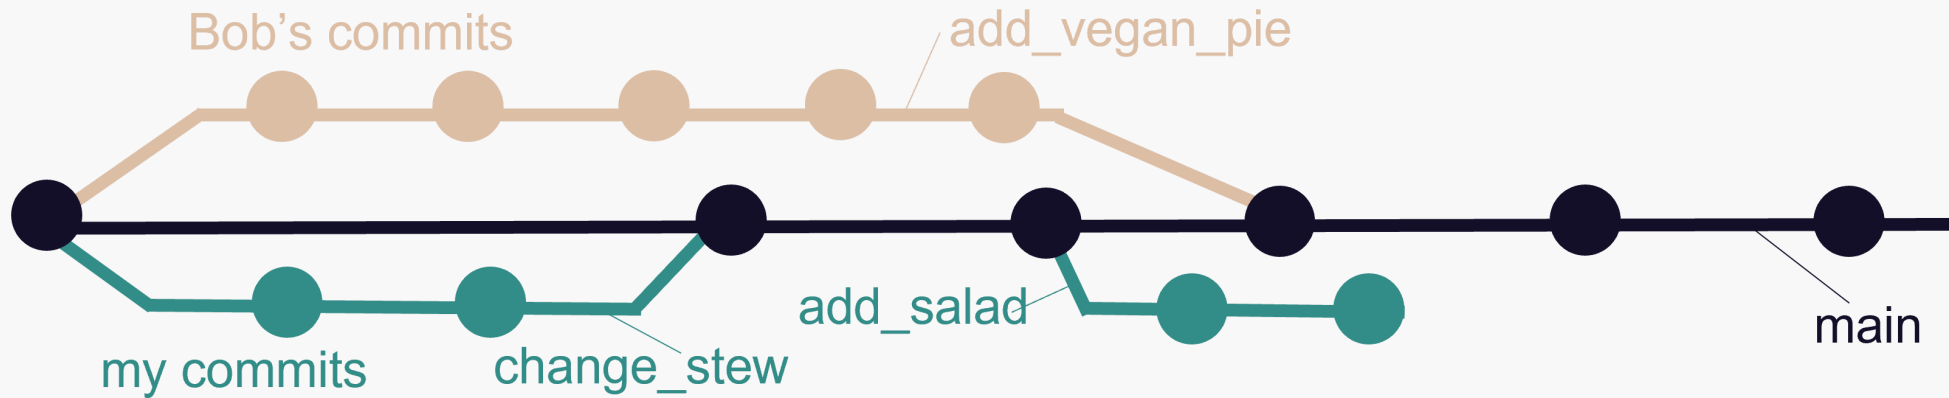 Bob’s commits
add_vegan_pie
add_salad
main
my commits
change_stew